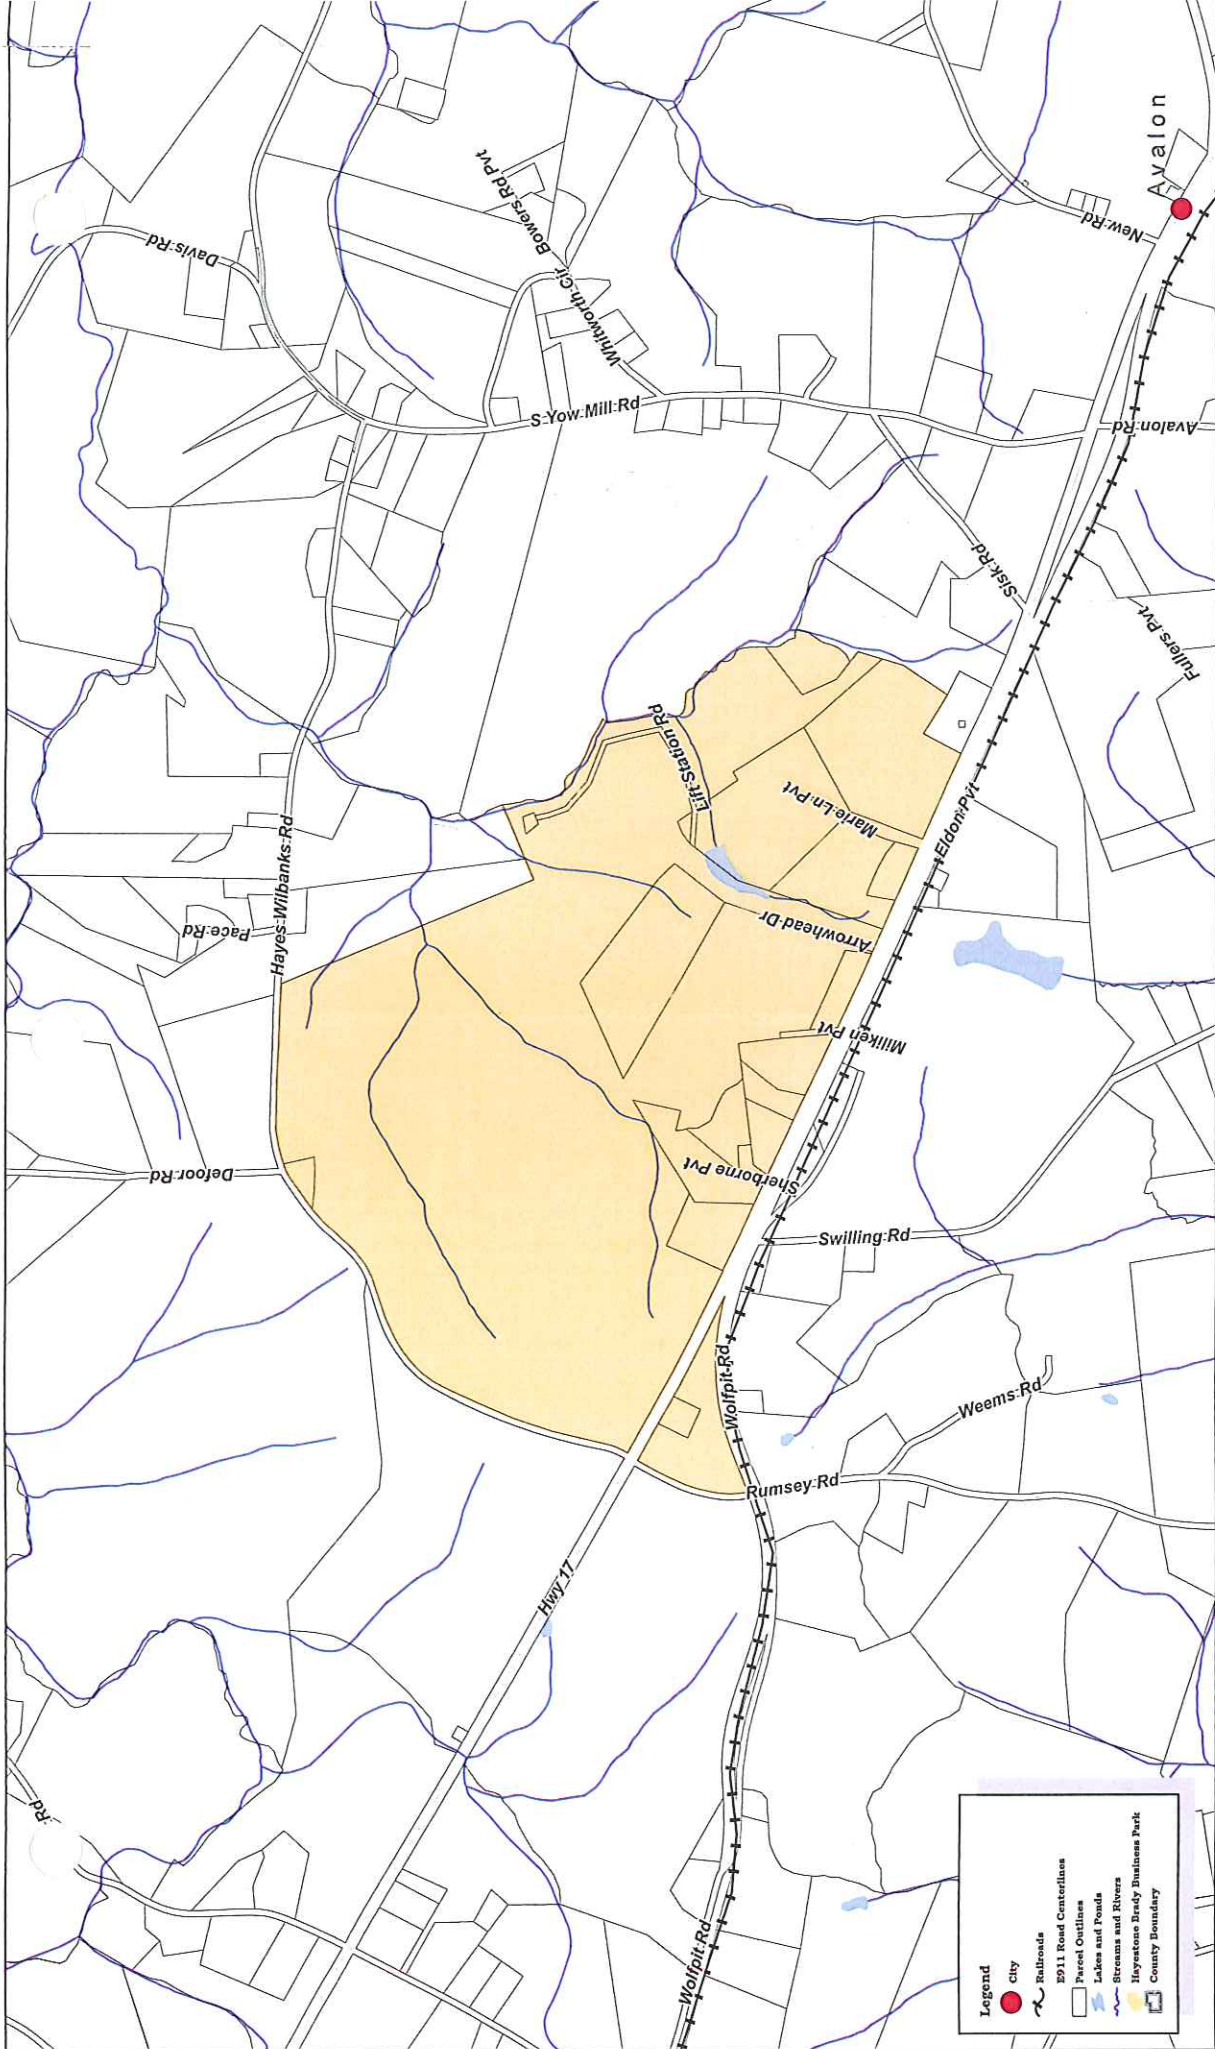 Davis Rd
Bowers Rd Pvt
Whitworth Cir
S Yow Mill Rd
New Rd
Avalon
Avalon Rd
Sisk Rd
Fullers Pvt
Hayes Wilbanks Rd
Pace Rd
Defoor Rd
Lift Station Rd
Marie Ln Pvt
Arrowhead Dr
Eldon Pvt
Milliken Pvt
Sherborne Pvt
Swilling Rd
Wolfpit Rd
Weems Rd
Rumsey Rd
Hwy 17
Rd
Wolfpit Rd
Legend
City
Railroads
E911 Road Centerlines
Parcel Outlines
Lakes and Ponds
Streams and Rivers
Hayestone Brady Business Park
County Boundary